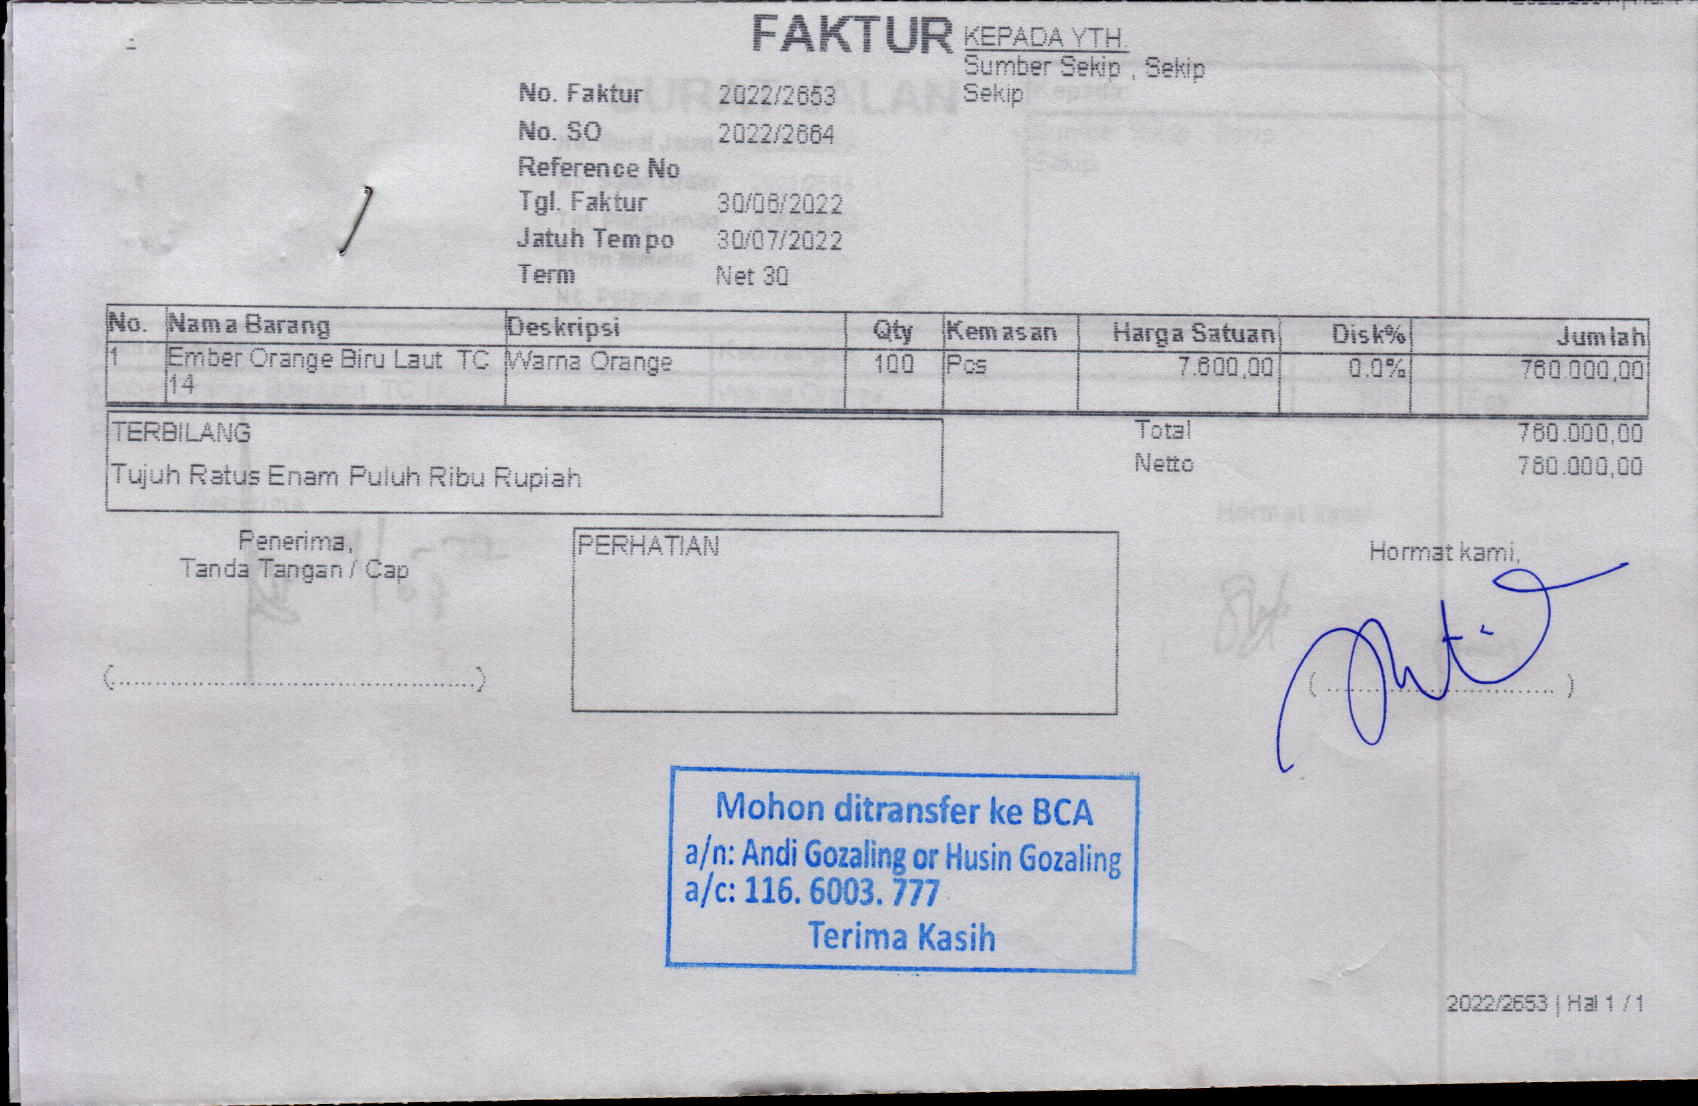 FAKTUR
KEPADA YTH.
Sumber Sekip , Sekip
Sekip
No. Faktur 2022/2653
No. SO 2022/2664
Reference No
Tgl. Faktur 30/06/2022
Jatuh Tempo 30/07/2022
Term Net 30
No. Nama Barang Deskripsi Qty Kemasan Harga Satuan Disk% Jumlah
1 Ember Orange Biru Laut TC Warna Orange 100 Pcs 7.600,00 0.0% 760.000,00
14
TERBILANG
Tujuh Ratus Enam Puluh Ribu Rupiah
Total 760.000,00
Netto 760.000,00
Penerima,
Tanda Tangan / Cap
(................................................)
PERHATIAN
Hormat kami,
(.............................)
Mohon ditransfer ke BCA
a/n: Andi Gozaling or Husin Gozaling
a/c: 116. 6003. 777
Terima Kasih
2022/2653 | Hal 1 / 1